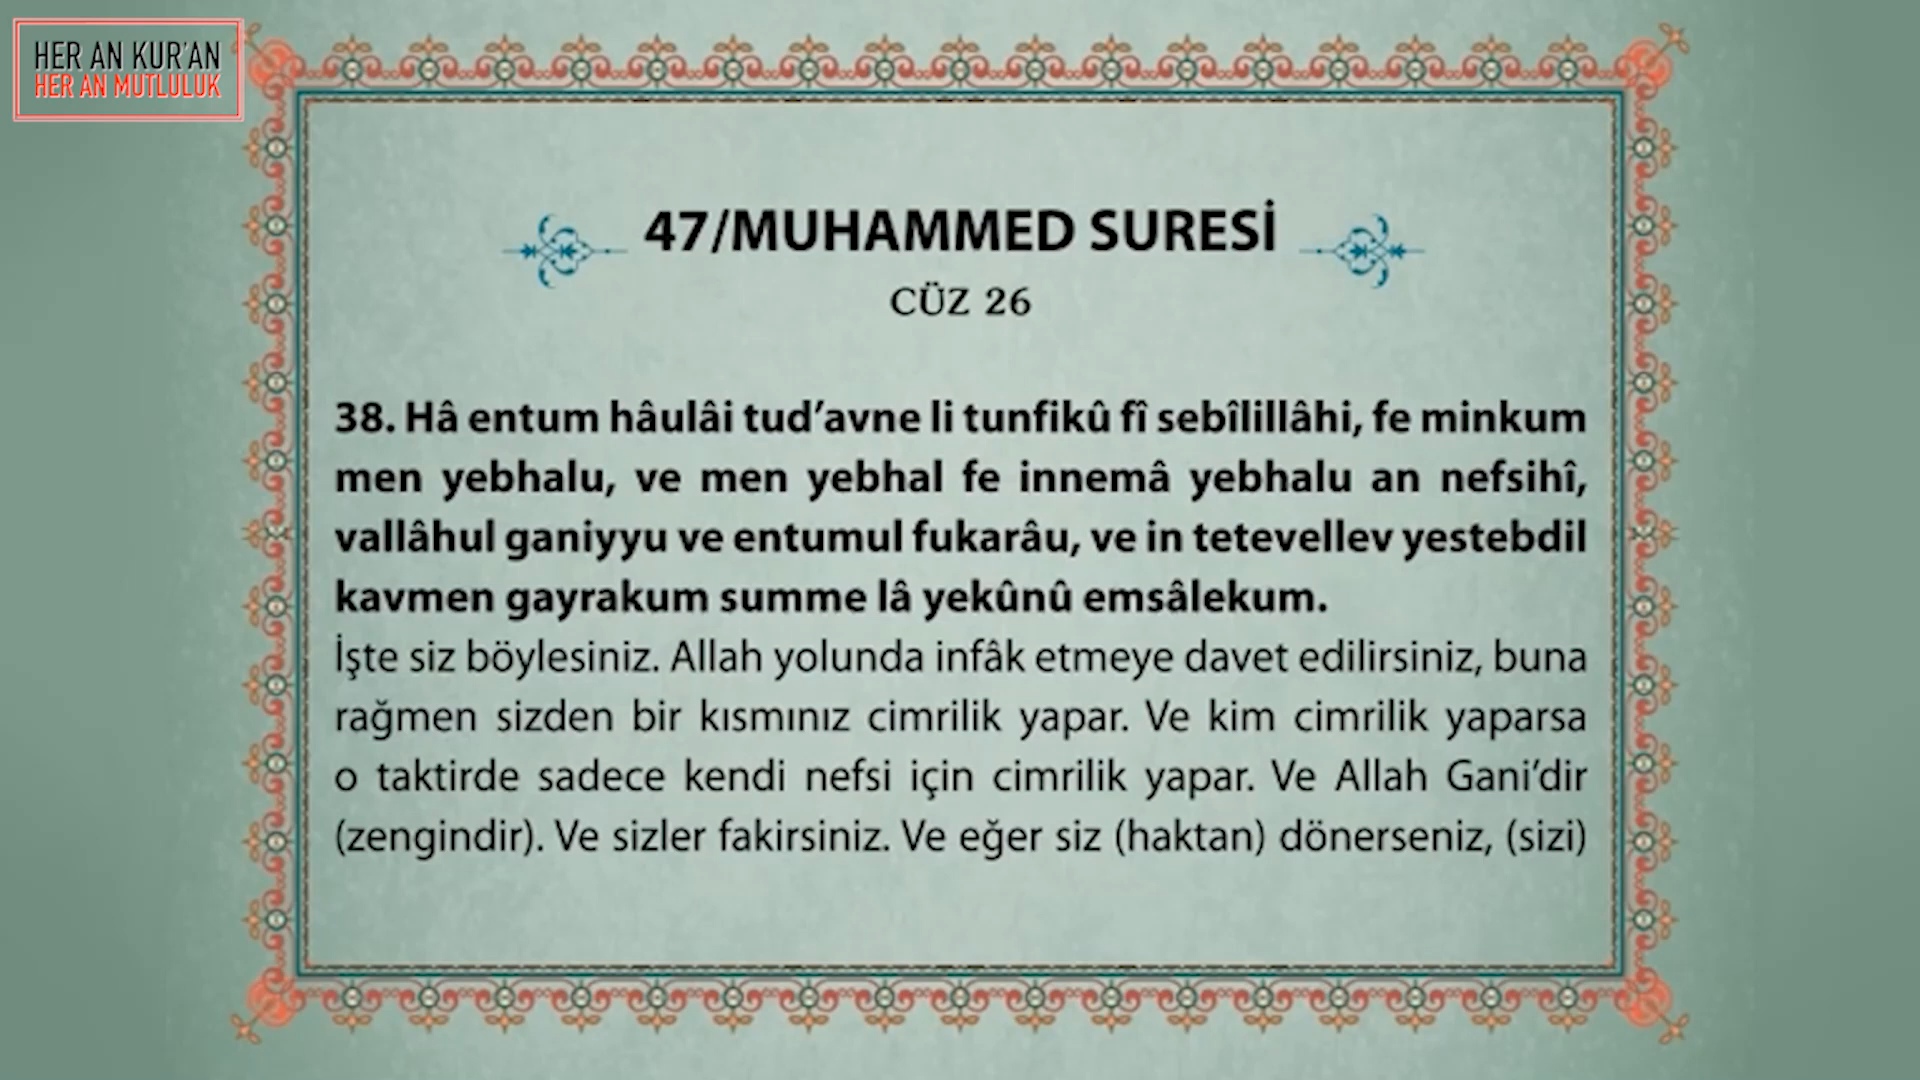 HER AN KUR'AN
HER AN MUTLULUK
47/MUHAMMED SURESİ
CÜZ 26
38. Hâ entum hâulâi tud'avne li tunfikû fî sebîlillâhi, fe minkum
men yebhalu, ve men yebhal fe innemâ yebhalu an nefsihî,
vallâhul ganiyyu ve entumul fukarâu, ve in tetevellev yestebdil
kavmen gayrakum summe lâ yekûnû emsâlekum.
İşte siz böylesiniz. Allah yolunda infâk etmeye davet edilirsiniz, buna
rağmen sizden bir kısmınız cimrilik yapar. Ve kim cimrilik yaparsa
o taktirde sadece kendi nefsi için cimrilik yapar. Ve Allah Gani'dir
(zengindir). Ve sizler fakirsiniz. Ve eğer siz (haktan) dönerseniz, (sizi)